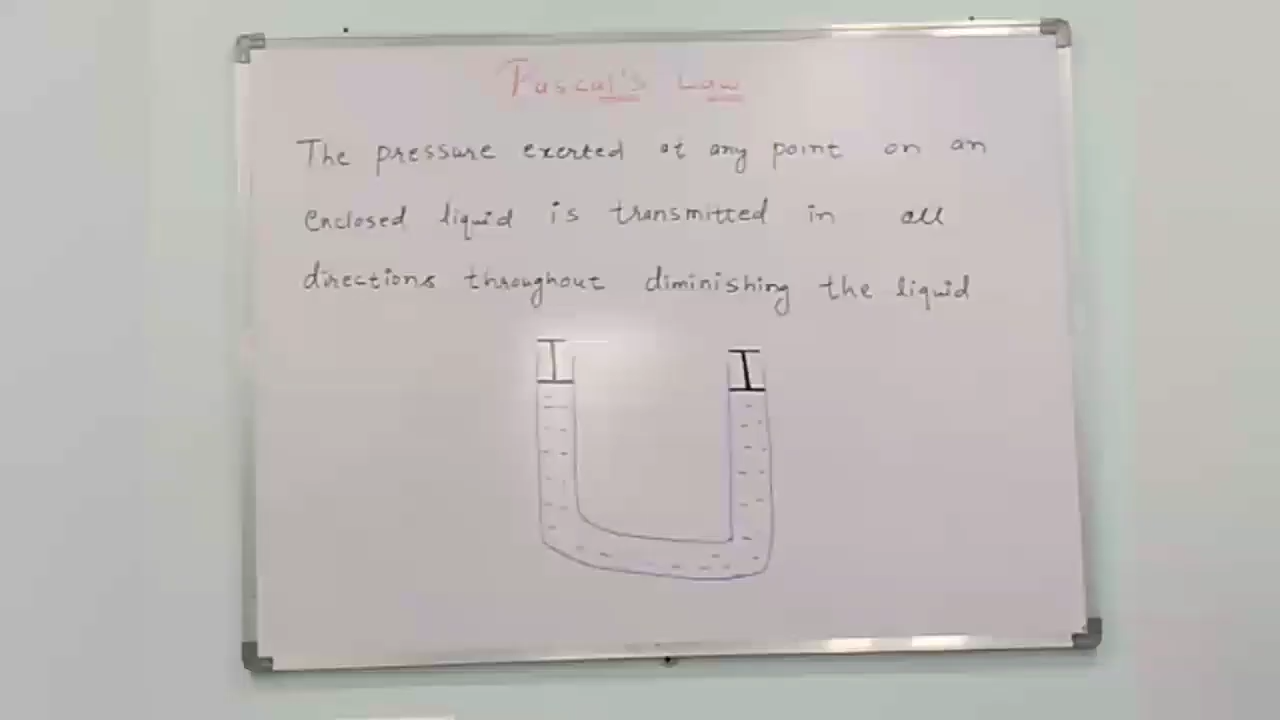 Pascal's Law
The pressure exerted at any point on an
enclosed liquid is transmitted in all
directions throughout diminishing the liquid